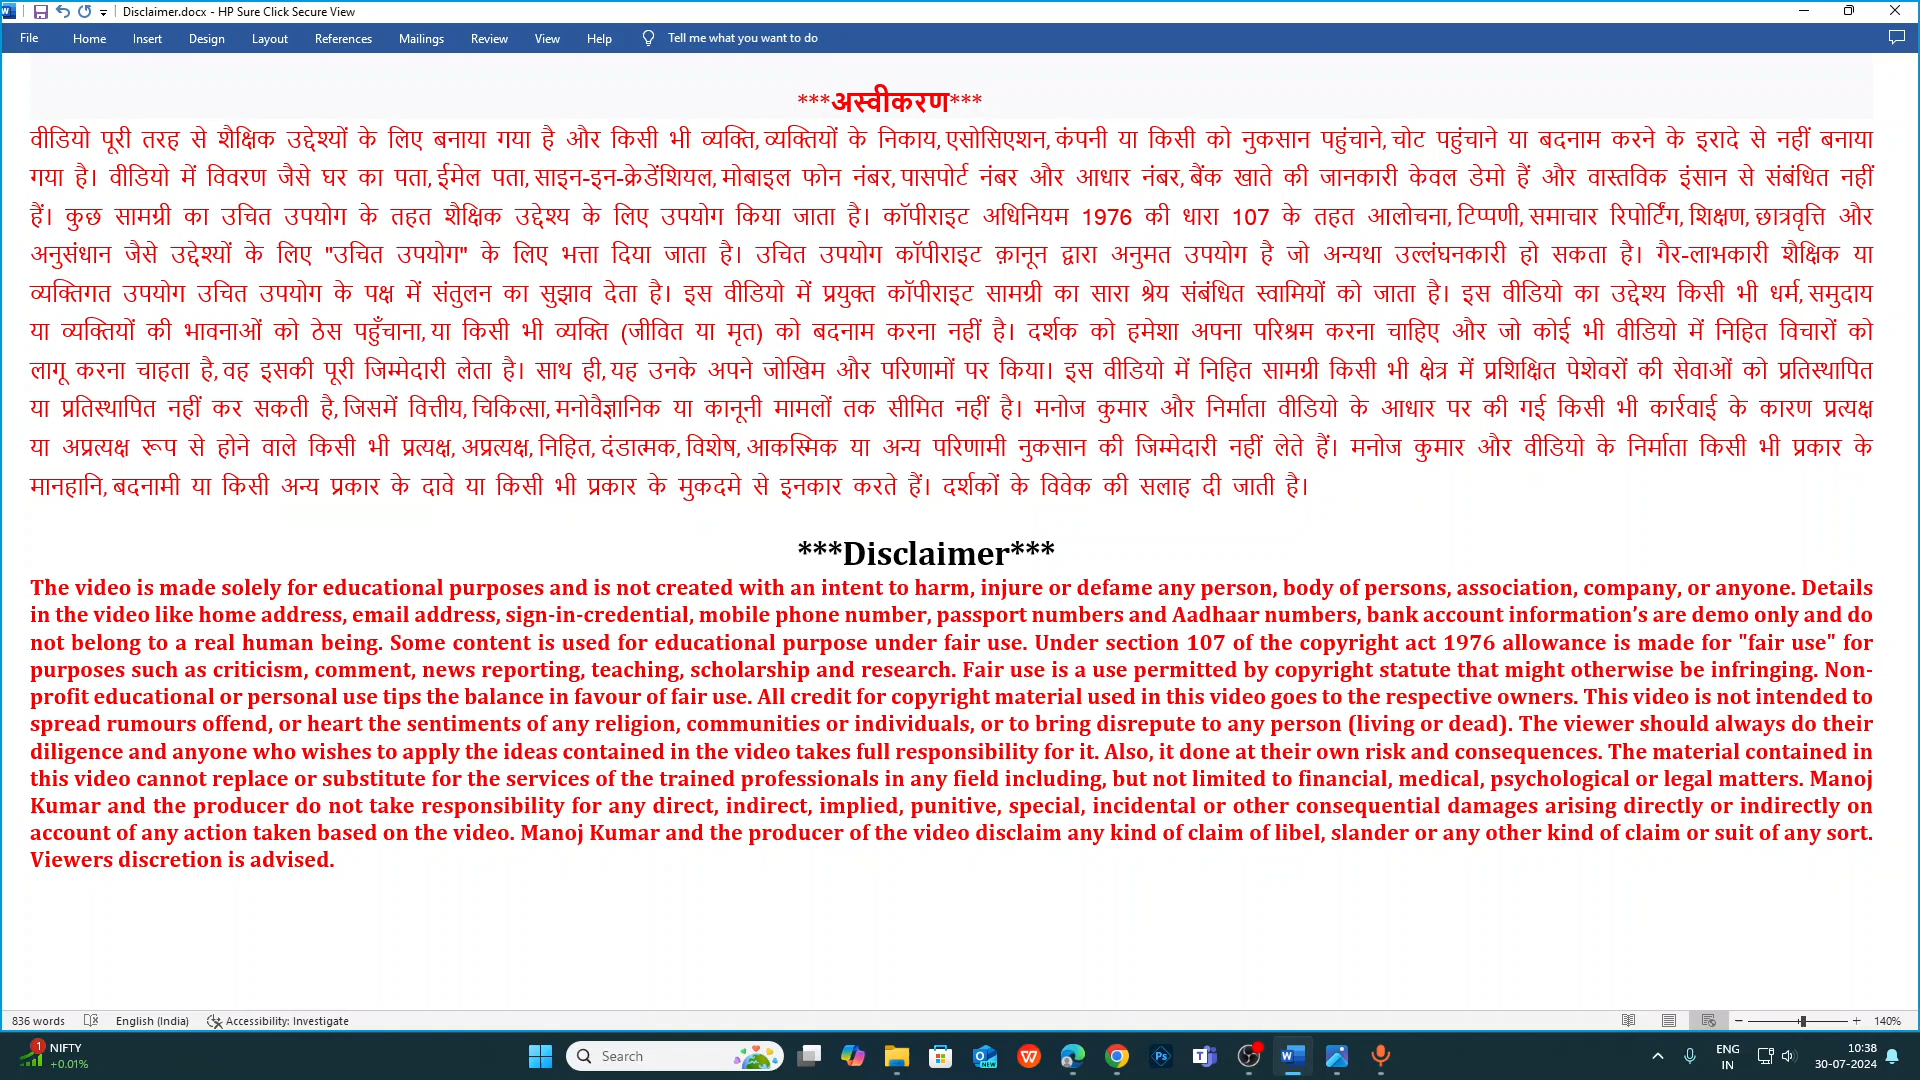 Disclaimer.docx - HP Sure Click Secure View
File Home Insert Design Layout References Mailings Review View Help Tell me what you want to do
***अस्वीकरण***
वीडियो पूरी तरह से शैक्षिक उद्देश्यों के लिए बनाया गया है और किसी भी व्यक्ति, व्यक्तियों के निकाय, एसोसिएशन, कंपनी या किसी को नुकसान पहुंचाने, चोट पहुंचाने या बदनाम करने के इरादे से नहीं बनाया
गया है। वीडियो में विवरण जैसे घर का पता, ईमेल पता, साइन-इन-क्रेडेंशियल, मोबाइल फोन नंबर, पासपोर्ट नंबर और आधार नंबर, बैंक खाते की जानकारी केवल डेमो हैं और वास्तविक इंसान से संबंधित नहीं
हैं। कुछ सामग्री का उचित उपयोग के तहत शैक्षिक उद्देश्य के लिए उपयोग किया जाता है। कॉपीराइट अधिनियम 1976 की धारा 107 के तहत आलोचना, टिप्पणी, समाचार रिपोर्टिंग, शिक्षण, छात्रवृत्ति और
अनुसंधान जैसे उद्देश्यों के लिए "उचित उपयोग" के लिए भत्ता दिया जाता है। उचित उपयोग कॉपीराइट क़ानून द्वारा अनुमत उपयोग है जो अन्यथा उल्लंघनकारी हो सकता है। गैर-लाभकारी शैक्षिक या
व्यक्तिगत उपयोग उचित उपयोग के पक्ष में संतुलन का सुझाव देता है। इस वीडियो में प्रयुक्त कॉपीराइट सामग्री का सारा श्रेय संबंधित स्वामियों को जाता है। इस वीडियो का उद्देश्य किसी भी धर्म, समुदाय
या व्यक्तियों की भावनाओं को ठेस पहुँचाना, या किसी भी व्यक्ति (जीवित या मृत) को बदनाम करना नहीं है। दर्शक को हमेशा अपना परिश्रम करना चाहिए और जो कोई भी वीडियो में निहित विचारों को
लागू करना चाहता है, वह इसकी पूरी जिम्मेदारी लेता है। साथ ही, यह उनके अपने जोखिम और परिणामों पर किया। इस वीडियो में निहित सामग्री किसी भी क्षेत्र में प्रशिक्षित पेशेवरों की सेवाओं को प्रतिस्थापित
या प्रतिस्थापित नहीं कर सकती है, जिसमें वित्तीय, चिकित्सा, मनोवैज्ञानिक या कानूनी मामलों तक सीमित नहीं है। मनोज कुमार और निर्माता वीडियो के आधार पर की गई किसी भी कार्रवाई के कारण प्रत्यक्ष
या अप्रत्यक्ष रूप से होने वाले किसी भी प्रत्यक्ष, अप्रत्यक्ष, निहित, दंडात्मक, विशेष, आकस्मिक या अन्य परिणामी नुकसान की जिम्मेदारी नहीं लेते हैं। मनोज कुमार और वीडियो के निर्माता किसी भी प्रकार के
मानहानि, बदनामी या किसी अन्य प्रकार के दावे या किसी भी प्रकार के मुकदमे से इनकार करते हैं। दर्शकों के विवेक की सलाह दी जाती है।
***Disclaimer***
The video is made solely for educational purposes and is not created with an intent to harm, injure or defame any person, body of persons, association, company, or anyone. Details
in the video like home address, email address, sign-in-credential, mobile phone number, passport numbers and Aadhaar numbers, bank account information’s are demo only and do
not belong to a real human being. Some content is used for educational purpose under fair use. Under section 107 of the copyright act 1976 allowance is made for "fair use" for
purposes such as criticism, comment, news reporting, teaching, scholarship and research. Fair use is a use permitted by copyright statute that might otherwise be infringing. Non-
profit educational or personal use tips the balance in favour of fair use. All credit for copyright material used in this video goes to the respective owners. This video is not intended to
spread rumours offend, or heart the sentiments of any religion, communities or individuals, or to bring disrepute to any person (living or dead). The viewer should always do their
diligence and anyone who wishes to apply the ideas contained in the video takes full responsibility for it. Also, it done at their own risk and consequences. The material contained in
this video cannot replace or substitute for the services of the trained professionals in any field including, but not limited to financial, medical, psychological or legal matters. Manoj
Kumar and the producer do not take responsibility for any direct, indirect, implied, punitive, special, incidental or other consequential damages arising directly or indirectly on
account of any action taken based on the video. Manoj Kumar and the producer of the video disclaim any kind of claim of libel, slander or any other kind of claim or suit of any sort.
Viewers discretion is advised.
836 words English (India) Accessibility: Investigate 140%
1 NIFTY +0.01% Search ENG IN 10:38 30-07-2024